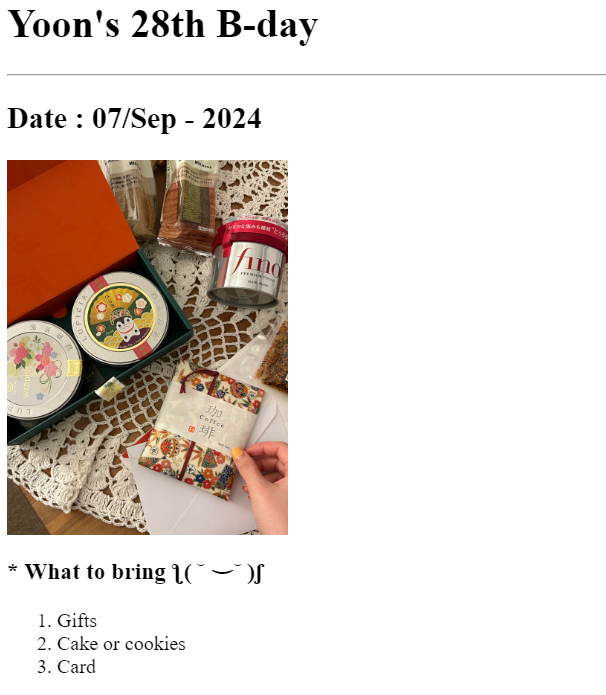 Yoon's 28th B-day
Date : 07/Sep - 2024
fino
LUPICIA
珈
Coffee
琲
* What to bring ƪ(˘⌣˘)ʃ
1. Gifts
2. Cake or cookies
3. Card